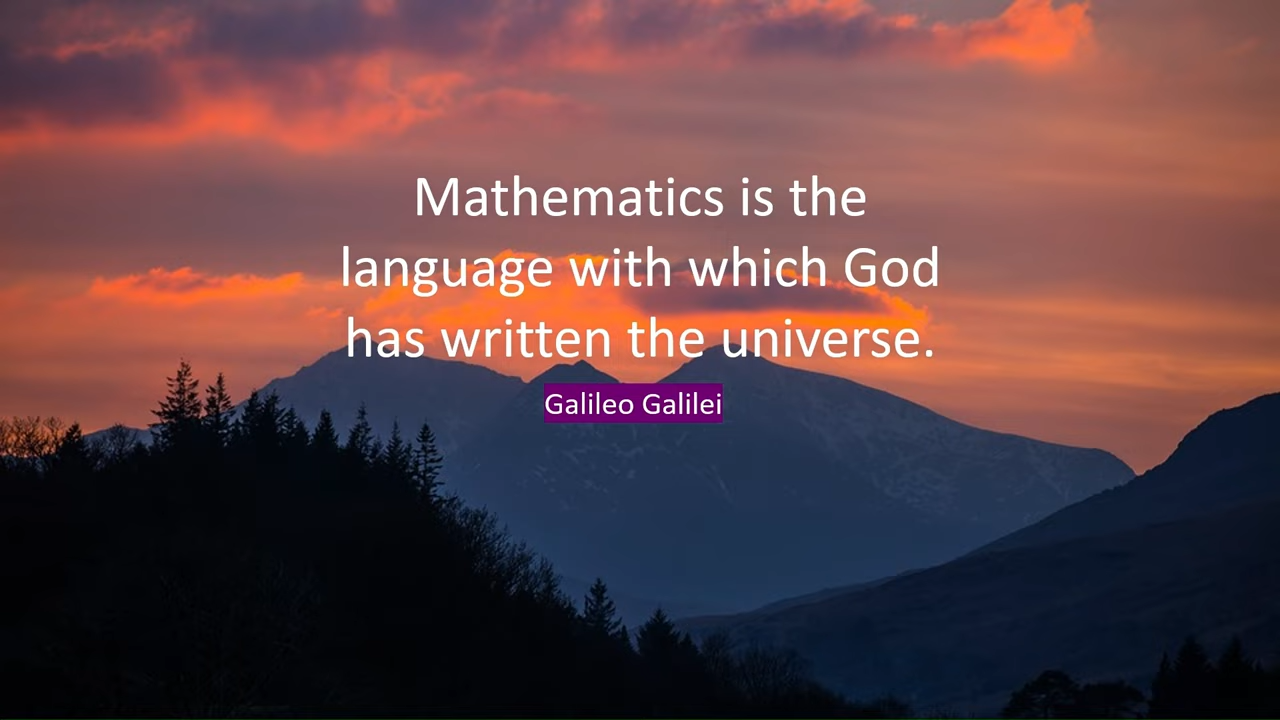 Mathematics is the
language with which God
has written the universe.
Galileo Galilei